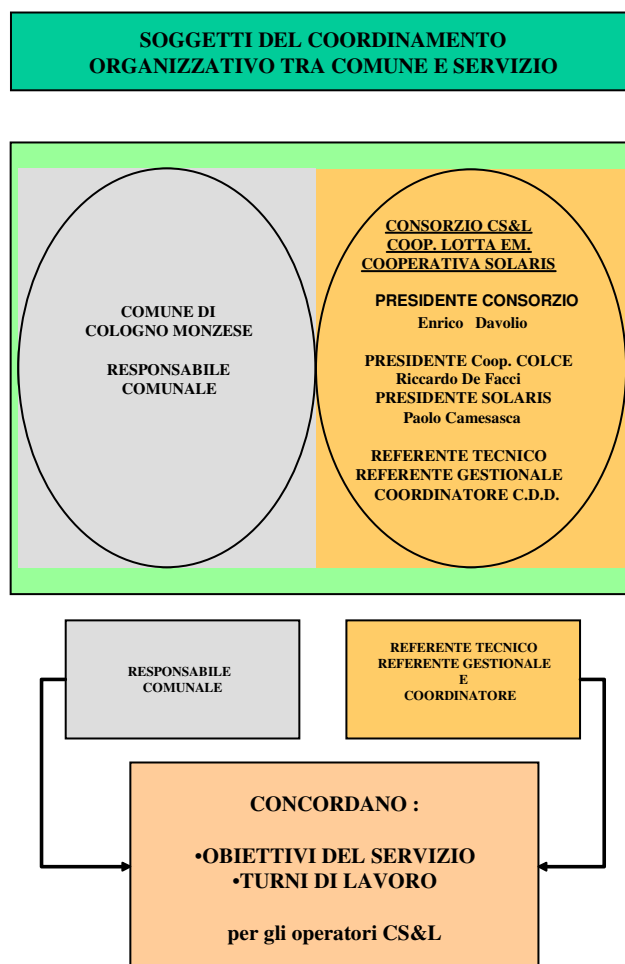 SOGGETTI DEL COORDINAMENTO
ORGANIZZATIVO TRA COMUNE E SERVIZIO
COMUNE DI
COLOGNO MONZESE
RESPONSABILE
COMUNALE
CONSORZIO CS&L
COOP. LOTTA EM.
COOPERATIVA SOLARIS
PRESIDENTE CONSORZIO
Enrico Davolio
PRESIDENTE Coop. COLCE
Riccardo De Facci
PRESIDENTE SOLARIS
Paolo Camesasca
REFERENTE TECNICO
REFERENTE GESTIONALE
COORDINATORE C.D.D.
RESPONSABILE
COMUNALE
REFERENTE TECNICO
REFERENTE GESTIONALE
E
COORDINATORE
CONCORDANO :
•OBIETTIVI DEL SERVIZIO
•TURNI DI LAVORO
per gli operatori CS&L